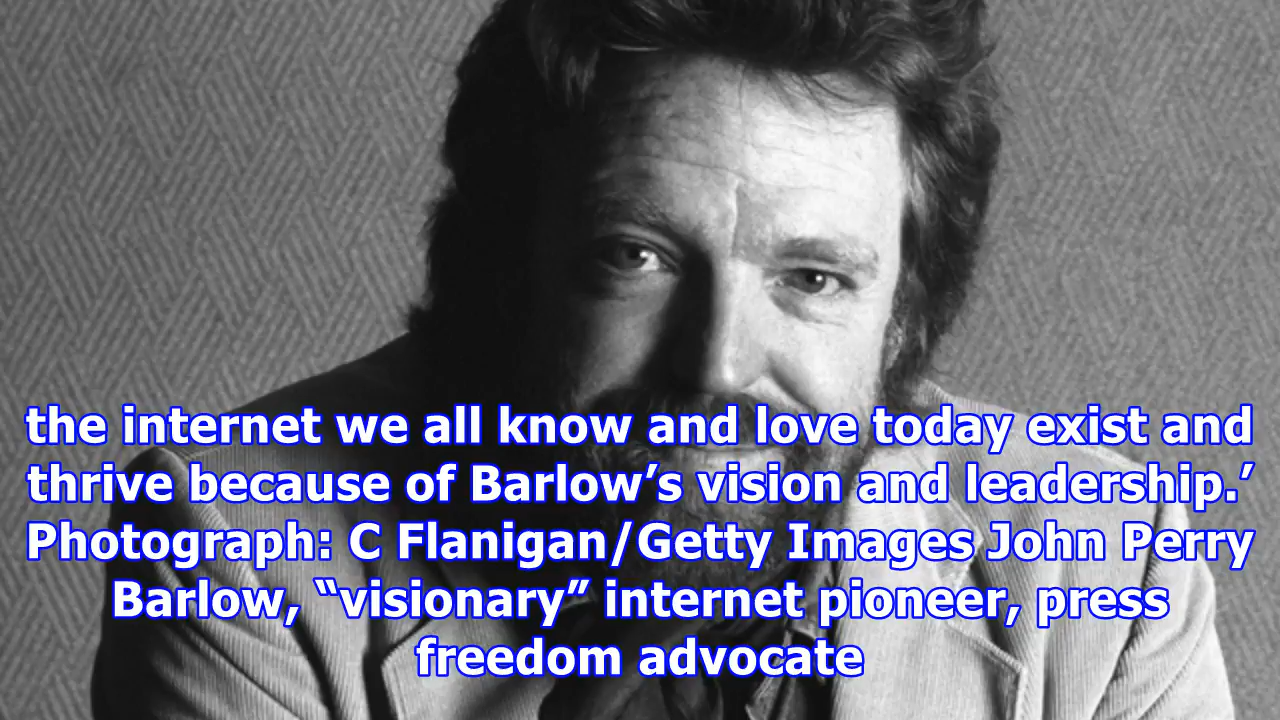 the internet we all know and love today exist and
thrive because of Barlow’s vision and leadership.’
Photograph: C Flanigan/Getty Images John Perry
Barlow, “visionary” internet pioneer, press
freedom advocate